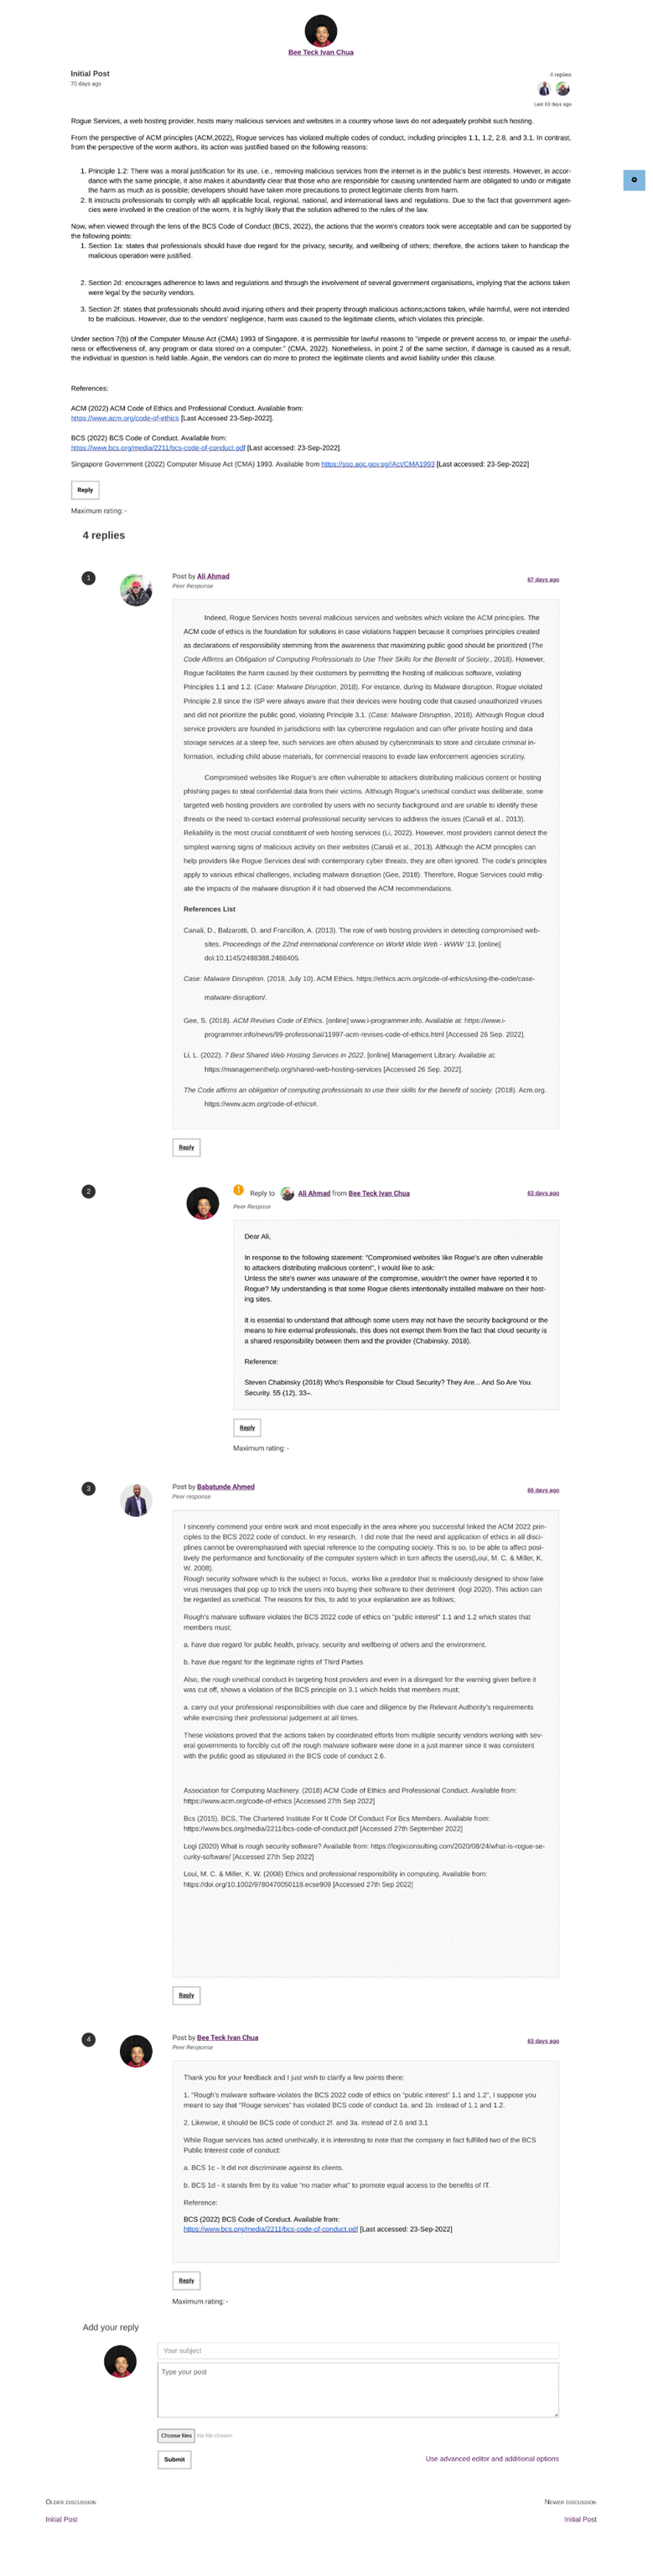 Bee Teck Ivan Chua
Initial Post
70 days ago
4 replies
Last 63 days ago
Rogue Services, a web hosting provider, hosts many malicious services and websites in a country whose laws do not adequately prohibit such hosting.
From the perspective of ACM principles (ACM,2022), Rogue services has violated multiple codes of conduct, including principles 1.1, 1.2, 2.8. and 3.1. In contrast,
from the perspective of the worm authors, its action was justified based on the following reasons:
1. Principle 1.2: There was a moral justification for its use, i.e., removing malicious services from the internet is in the public's best interests. However, in accor-
dance with the same principle, it also makes it abundantly clear that those who are responsible for causing unintended harm are obligated to undo or mitigate
the harm as much as is possible; developers should have taken more precautions to protect legitimate clients from harm.
2. It instructs professionals to comply with all applicable local, regional, national, and international laws and regulations. Due to the fact that government agen-
cies were involved in the creation of the worm, it is highly likely that the solution adhered to the rules of the law.
Now, when viewed through the lens of the BCS Code of Conduct (BCS, 2022), the actions that the worm's creators took were acceptable and can be supported by
the following points:
1. Section 1a: states that professionals should have due regard for the privacy, security, and wellbeing of others; therefore, the actions taken to handicap the
malicious operation were justified.
2. Section 2d: encourages adherence to laws and regulations and through the involvement of several government organisations, implying that the actions taken
were legal by the security vendors.
3. Section 2f: states that professionals should avoid injuring others and their property through malicious actions;actions taken, while harmful, were not intended
to be malicious. However, due to the vendors' negligence, harm was caused to the legitimate clients, which violates this principle.
Under section 7(b) of the Computer Misuse Act (CMA) 1993 of Singapore, it is permissible for lawful reasons to "impede or prevent access to, or impair the useful-
ness or effectiveness of, any program or data stored on a computer." (CMA, 2022). Nonetheless, in point 2 of the same section, if damage is caused as a result,
the individual in question is held liable. Again, the vendors can do more to protect the legitimate clients and avoid liability under this clause.
References:
ACM (2022) ACM Code of Ethics and Professional Conduct. Available from:
https://www.acm.org/code-of-ethics [Last Accessed 23-Sep-2022].
BCS (2022) BCS Code of Conduct. Available from:
https://www.bcs.org/media/2211/bcs-code-of-conduct.pdf [Last accessed: 23-Sep-2022].
Singapore Government (2022) Computer Misuse Act (CMA) 1993. Available from https://sso.agc.gov.sg//Act/CMA1993 [Last accessed: 23-Sep-2022]
Reply
Maximum rating: -
4 replies
1
Post by Ali Ahmad
67 days ago
Peer Response
Indeed, Rogue Services hosts several malicious services and websites which violate the ACM principles. The
ACM code of ethics is the foundation for solutions in case violations happen because it comprises principles created
as declarations of responsibility stemming from the awareness that maximizing public good should be prioritized (The
Code Affirms an Obligation of Computing Professionals to Use Their Skills for the Benefit of Society., 2018). However,
Rogue facilitates the harm caused by their customers by permitting the hosting of malicious software, violating
Principles 1.1 and 1.2. (Case: Malware Disruption, 2018). For instance, during its Malware disruption, Rogue violated
Principle 2.8 since the ISP were always aware that their devices were hosting code that caused unauthorized viruses
and did not prioritize the public good, violating Principle 3.1. (Case: Malware Disruption, 2018). Although Rogue cloud
service providers are founded in jurisdictions with lax cybercrime regulation and can offer private hosting and data
storage services at a steep fee, such services are often abused by cybercriminals to store and circulate criminal in-
formation, including child abuse materials, for commercial reasons to evade law enforcement agencies scrutiny.
Compromised websites like Rogue's are often vulnerable to attackers distributing malicious content or hosting
phishing pages to steal confidential data from their victims. Although Rogue's unethical conduct was deliberate, some
targeted web hosting providers are controlled by users with no security background and are unable to identify these
threats or the need to contact external professional security services to address the issues (Canali et al., 2013).
Reliability is the most crucial constituent of web hosting services (Li, 2022). However, most providers cannot detect the
simplest warning signs of malicious activity on their websites (Canali et al., 2013). Although the ACM principles can
help providers like Rogue Services deal with contemporary cyber threats, they are often ignored. The code's principles
apply to various ethical challenges, including malware disruption (Gee, 2018). Therefore, Rogue Services could mitig-
ate the impacts of the malware disruption if it had observed the ACM recommendations.
References List
Canali, D., Balzarotti, D. and Francillon, A. (2013). The role of web hosting providers in detecting compromised web-
sites. Proceedings of the 22nd international conference on World Wide Web - WWW '13. [online]
doi:10.1145/2488388.2488405.
Case: Malware Disruption. (2018, July 10). ACM Ethics. https://ethics.acm.org/code-of-ethics/using-the-code/case-
malware-disruption/.
Gee, S. (2018). ACM Revises Code of Ethics. [online] www.i-programmer.info. Available at: https://www.i-
programmer.info/news/99-professional/11997-acm-revises-code-of-ethics.html [Accessed 26 Sep. 2022].
Li, L. (2022). 7 Best Shared Web Hosting Services in 2022. [online] Management Library. Available at:
https://managementhelp.org/shared-web-hosting-services [Accessed 26 Sep. 2022].
The Code affirms an obligation of computing professionals to use their skills for the benefit of society. (2018). Acm.org.
https://www.acm.org/code-of-ethics#.
Reply
2
Reply to Ali Ahmad from Bee Teck Ivan Chua
63 days ago
Peer Respose
Dear Ali,
In response to the following statement: "Compromised websites like Rogue's are often vulnerable
to attackers distributing malicious content", I would like to ask:
Unless the site's owner was unaware of the compromise, wouldn't the owner have reported it to
Rogue? My understanding is that some Rogue clients intentionally installed malware on their host-
ing sites.
It is essential to understand that although some users may not have the security background or the
means to hire external professionals, this does not exempt them from the fact that cloud security is
a shared responsibility between them and the provider (Chabinsky, 2018).
Reference:
Steven Chabinsky (2018) Who's Responsible for Cloud Security? They Are... And So Are You.
Security. 55 (12), 33–.
Reply
Maximum rating: -
3
Post by Babatunde Ahmed
66 days ago
Peer response
I sincerely commend your entire work and most especially in the area where you successful linked the ACM 2022 prin-
ciples to the BCS 2022 code of conduct. In my research, I did note that the need and application of ethics in all disci-
plines cannot be overemphasised with special reference to the computing society. This is so, to be able to affect posi-
tively the performance and functionality of the computer system which in turn affects the users(Loui, M. C. & Miller, K.
W. 2008).
Rough security software which is the subject in focus, works like a predator that is maliciously designed to show fake
virus messages that pop up to trick the users into buying their software to their detriment (logi 2020). This action can
be regarded as unethical. The reasons for this, to add to your explanation are as follows;
Rough's malware software violates the BCS 2022 code of ethics on "public interest" 1.1 and 1.2 which states that
members must;
a. have due regard for public health, privacy, security and wellbeing of others and the environment.
b. have due regard for the legitimate rights of Third Parties
Also, the rough unethical conduct in targeting host providers and even in a disregard for the warning given before it
was cut off, shows a violation of the BCS principle on 3.1 which holds that members must;
a. carry out your professional responsibilities with due care and diligence by the Relevant Authority's requirements
while exercising their professional judgement at all times.
These violations proved that the actions taken by coordinated efforts from multiple security vendors working with sev-
eral governments to forcibly cut off the rough malware software were done in a just manner since it was consistent
with the public good as stipulated in the BCS code of conduct 2.6.
Association for Computing Machinery. (2018) ACM Code of Ethics and Professional Conduct. Available from:
https://www.acm.org/code-of-ethics [Accessed 27th Sep 2022]
Bcs (2015). BCS, The Chartered Institute For It Code Of Conduct For Bcs Members. Available from:
https://www.bcs.org/media/2211/bcs-code-of-conduct.pdf [Accessed 27th September 2022]
Logi (2020) What is rough security software? Available from: https://logixconsulting.com/2020/08/24/what-is-rogue-se-
curity-software/ [Accessed 27th Sep 2022]
Loui, M. C. & Miller, K. W. (2008) Ethics and professional responsibility in computing. Available from:
https://doi.org/10.1002/9780470050118.ecse909 [Accessed 27th Sep 2022]
Reply
4
Post by Bee Teck Ivan Chua
63 days ago
Peer Response
Thank you for your feedback and I just wish to clarify a few points there:
1. "Rough's malware software violates the BCS 2022 code of ethics on "public interest" 1.1 and 1.2", I suppose you
meant to say that "Rouge services" has violated BCS code of conduct 1a. and 1b. instead of 1.1 and 1.2.
2. Likewise, it should be BCS code of conduct 2f. and 3a. instead of 2.6 and 3.1
While Rogue services has acted unethically, it is interesting to note that the company in fact fulfilled two of the BCS
Public Interest code of conduct:
a. BCS 1c - It did not discriminate against its clients.
b. BCS 1d - it stands firm by its value "no matter what" to promote equal access to the benefits of IT.
Reference:
BCS (2022) BCS Code of Conduct. Available from:
https://www.bcs.org/media/2211/bcs-code-of-conduct.pdf [Last accessed: 23-Sep-2022]
Reply
Maximum rating: -
Add your reply
Your subject
Type your post
Choose files No file chosen
Submit
Use advanced editor and additional options
Older discussion
Newer discussion
Initial Post
Initial Post